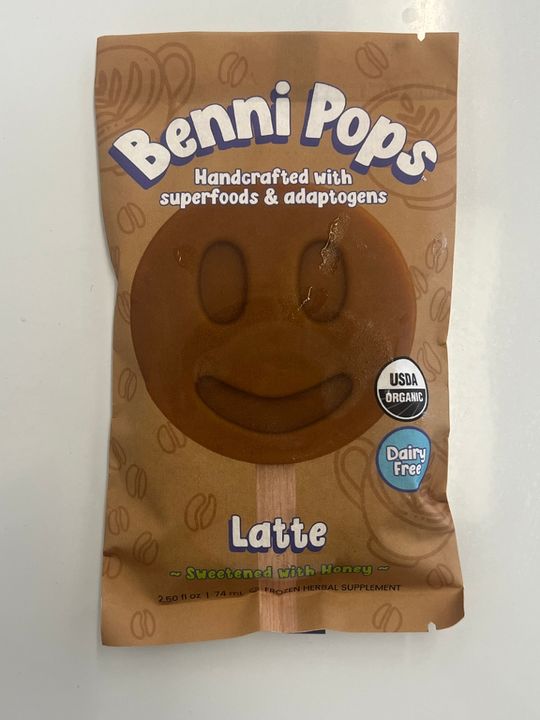 Benni Pops
Handcrafted with
superfoods & adaptogens
USDA
ORGANIC
Dairy
Free
Latte
~ Sweetened with Honey ~
2.50 fl oz | 74 mL FROZEN HERBAL SUPPLEMENT